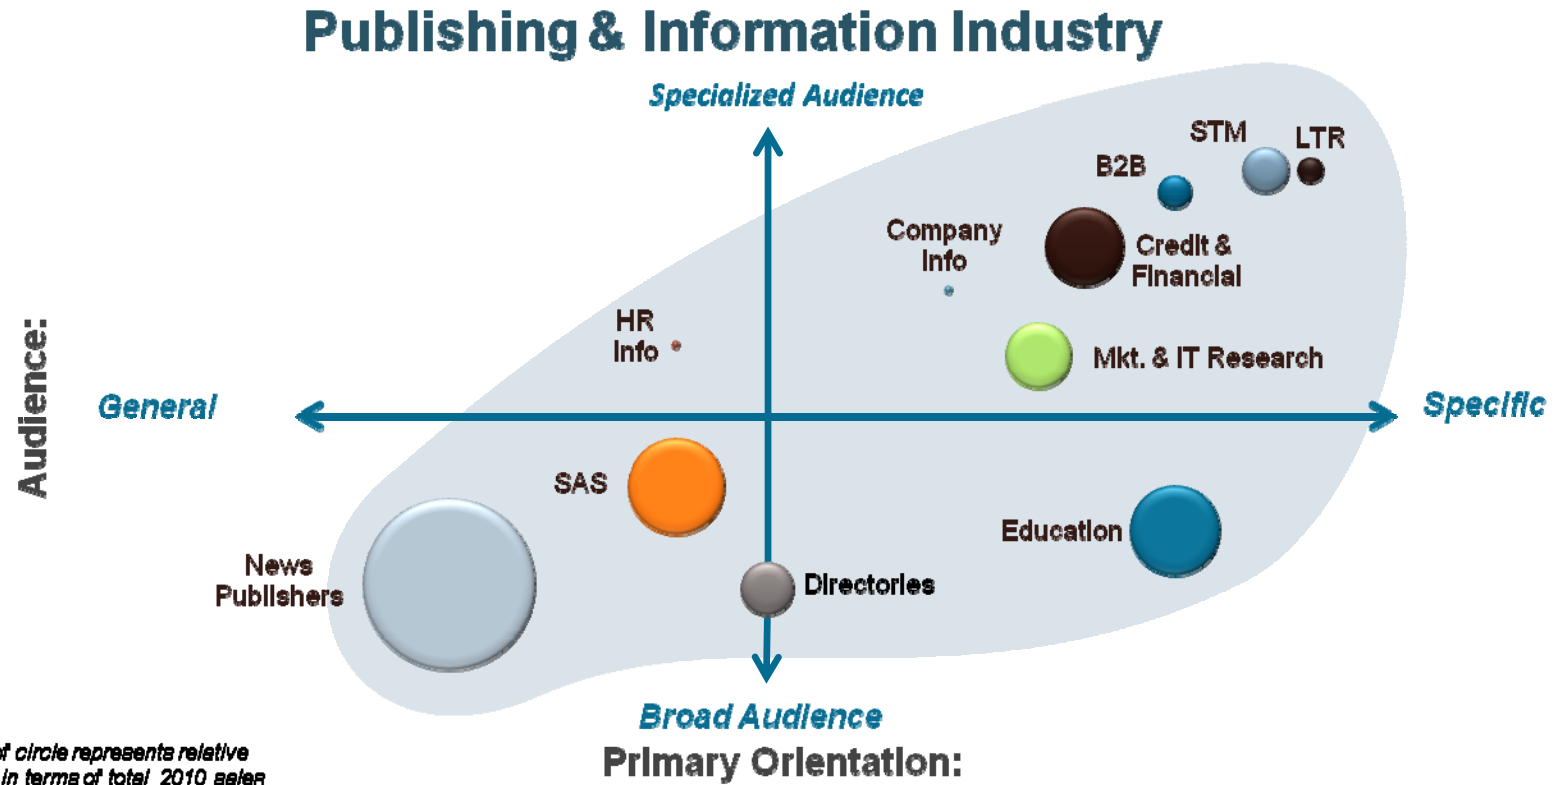 Publishing & Information Industry
Specialized Audience
STM
LTR
B2B
Company
Info
Credit &
Financial
HR
Info
Mkt. & IT Research
Audience:
General
Specific
SAS
Education
News
Publishers
Directories
Broad Audience
circle represents relative
in terms of total 2010 sales
Primary Orientation: